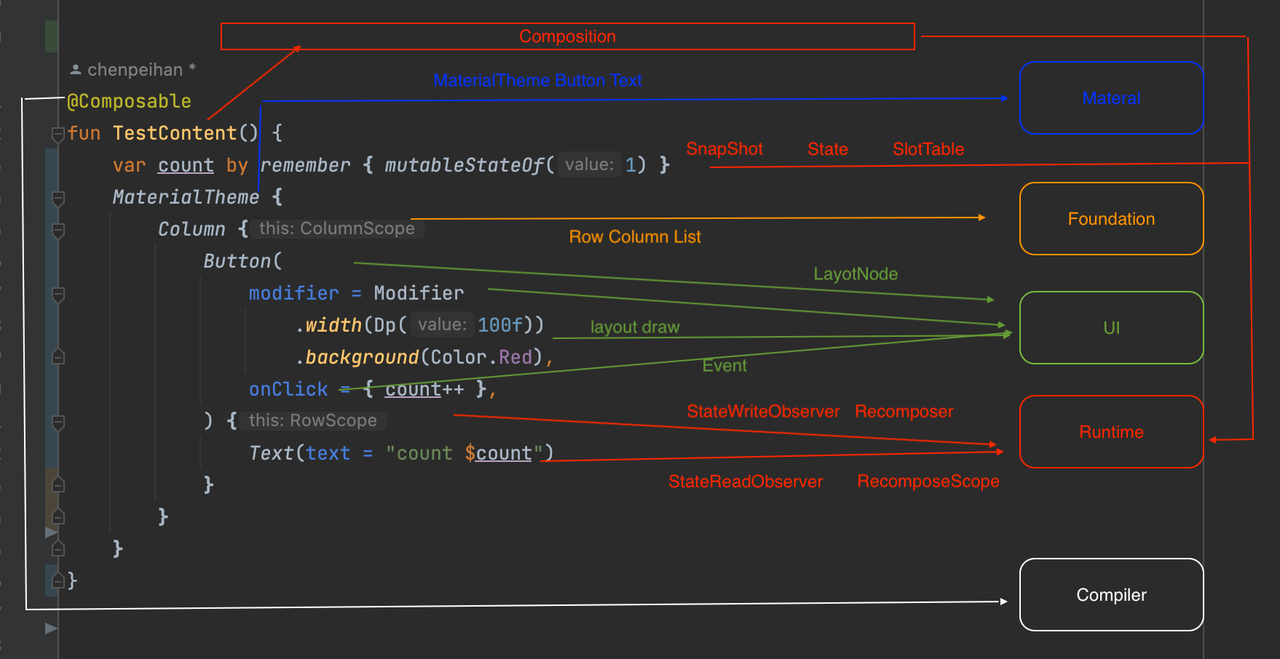 Composition
chenpeihan *
MaterialTheme Button Text
@Composable
Materal
fun TestContent() {
SnapShot State SlotTable
var count by remember { mutableStateOf( value: 1) }
MaterialTheme {
Foundation
Column { this: ColumnScope
Row Column List
Button(
LayotNode
modifier = Modifier
.width(Dp( value: 100f))
layout draw
UI
.background(Color.Red),
Event
onClick = { count++ },
StateWriteObserver Recomposer
) { this: RowScope
Runtime
Text(text = "count $count")
StateReadObserver RecomposeScope
}
}
}
}
Compiler